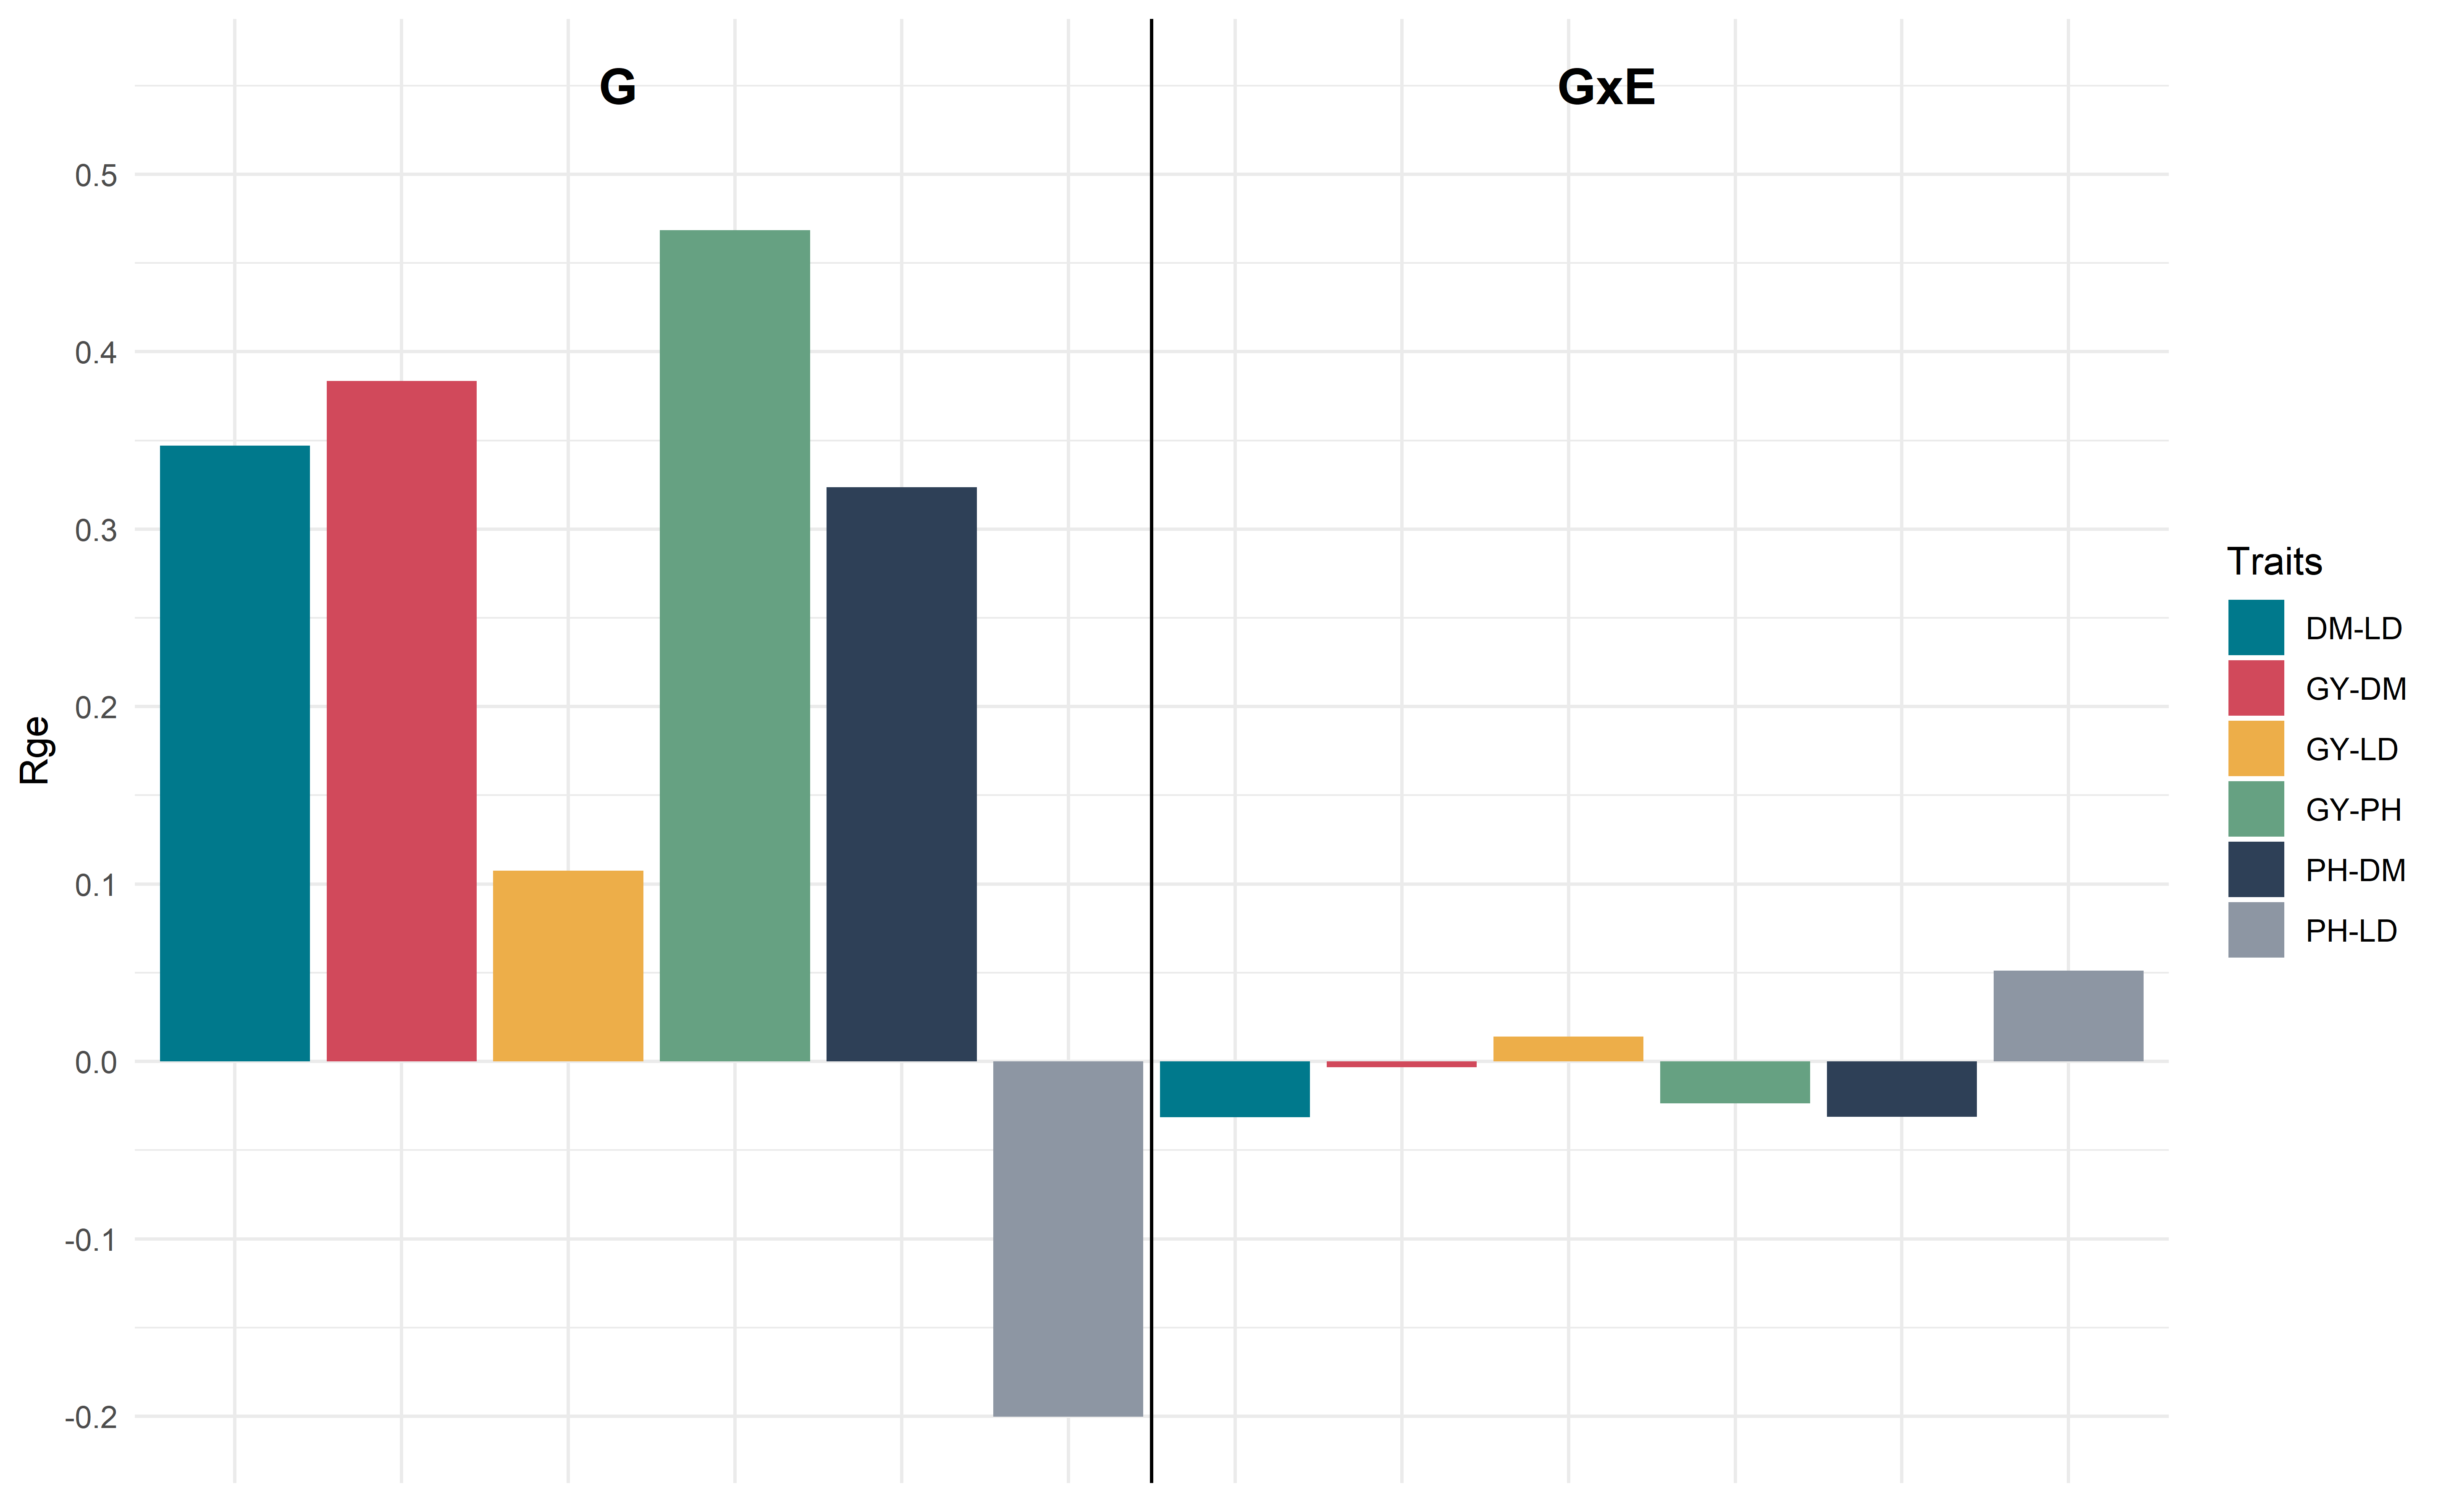 G
GxE
0.5
0.4
0.3
0.2
0.1
0.0
-0.1
-0.2
Rge
Traits
DM-LD
GY-DM
GY-LD
GY-PH
PH-DM
PH-LD